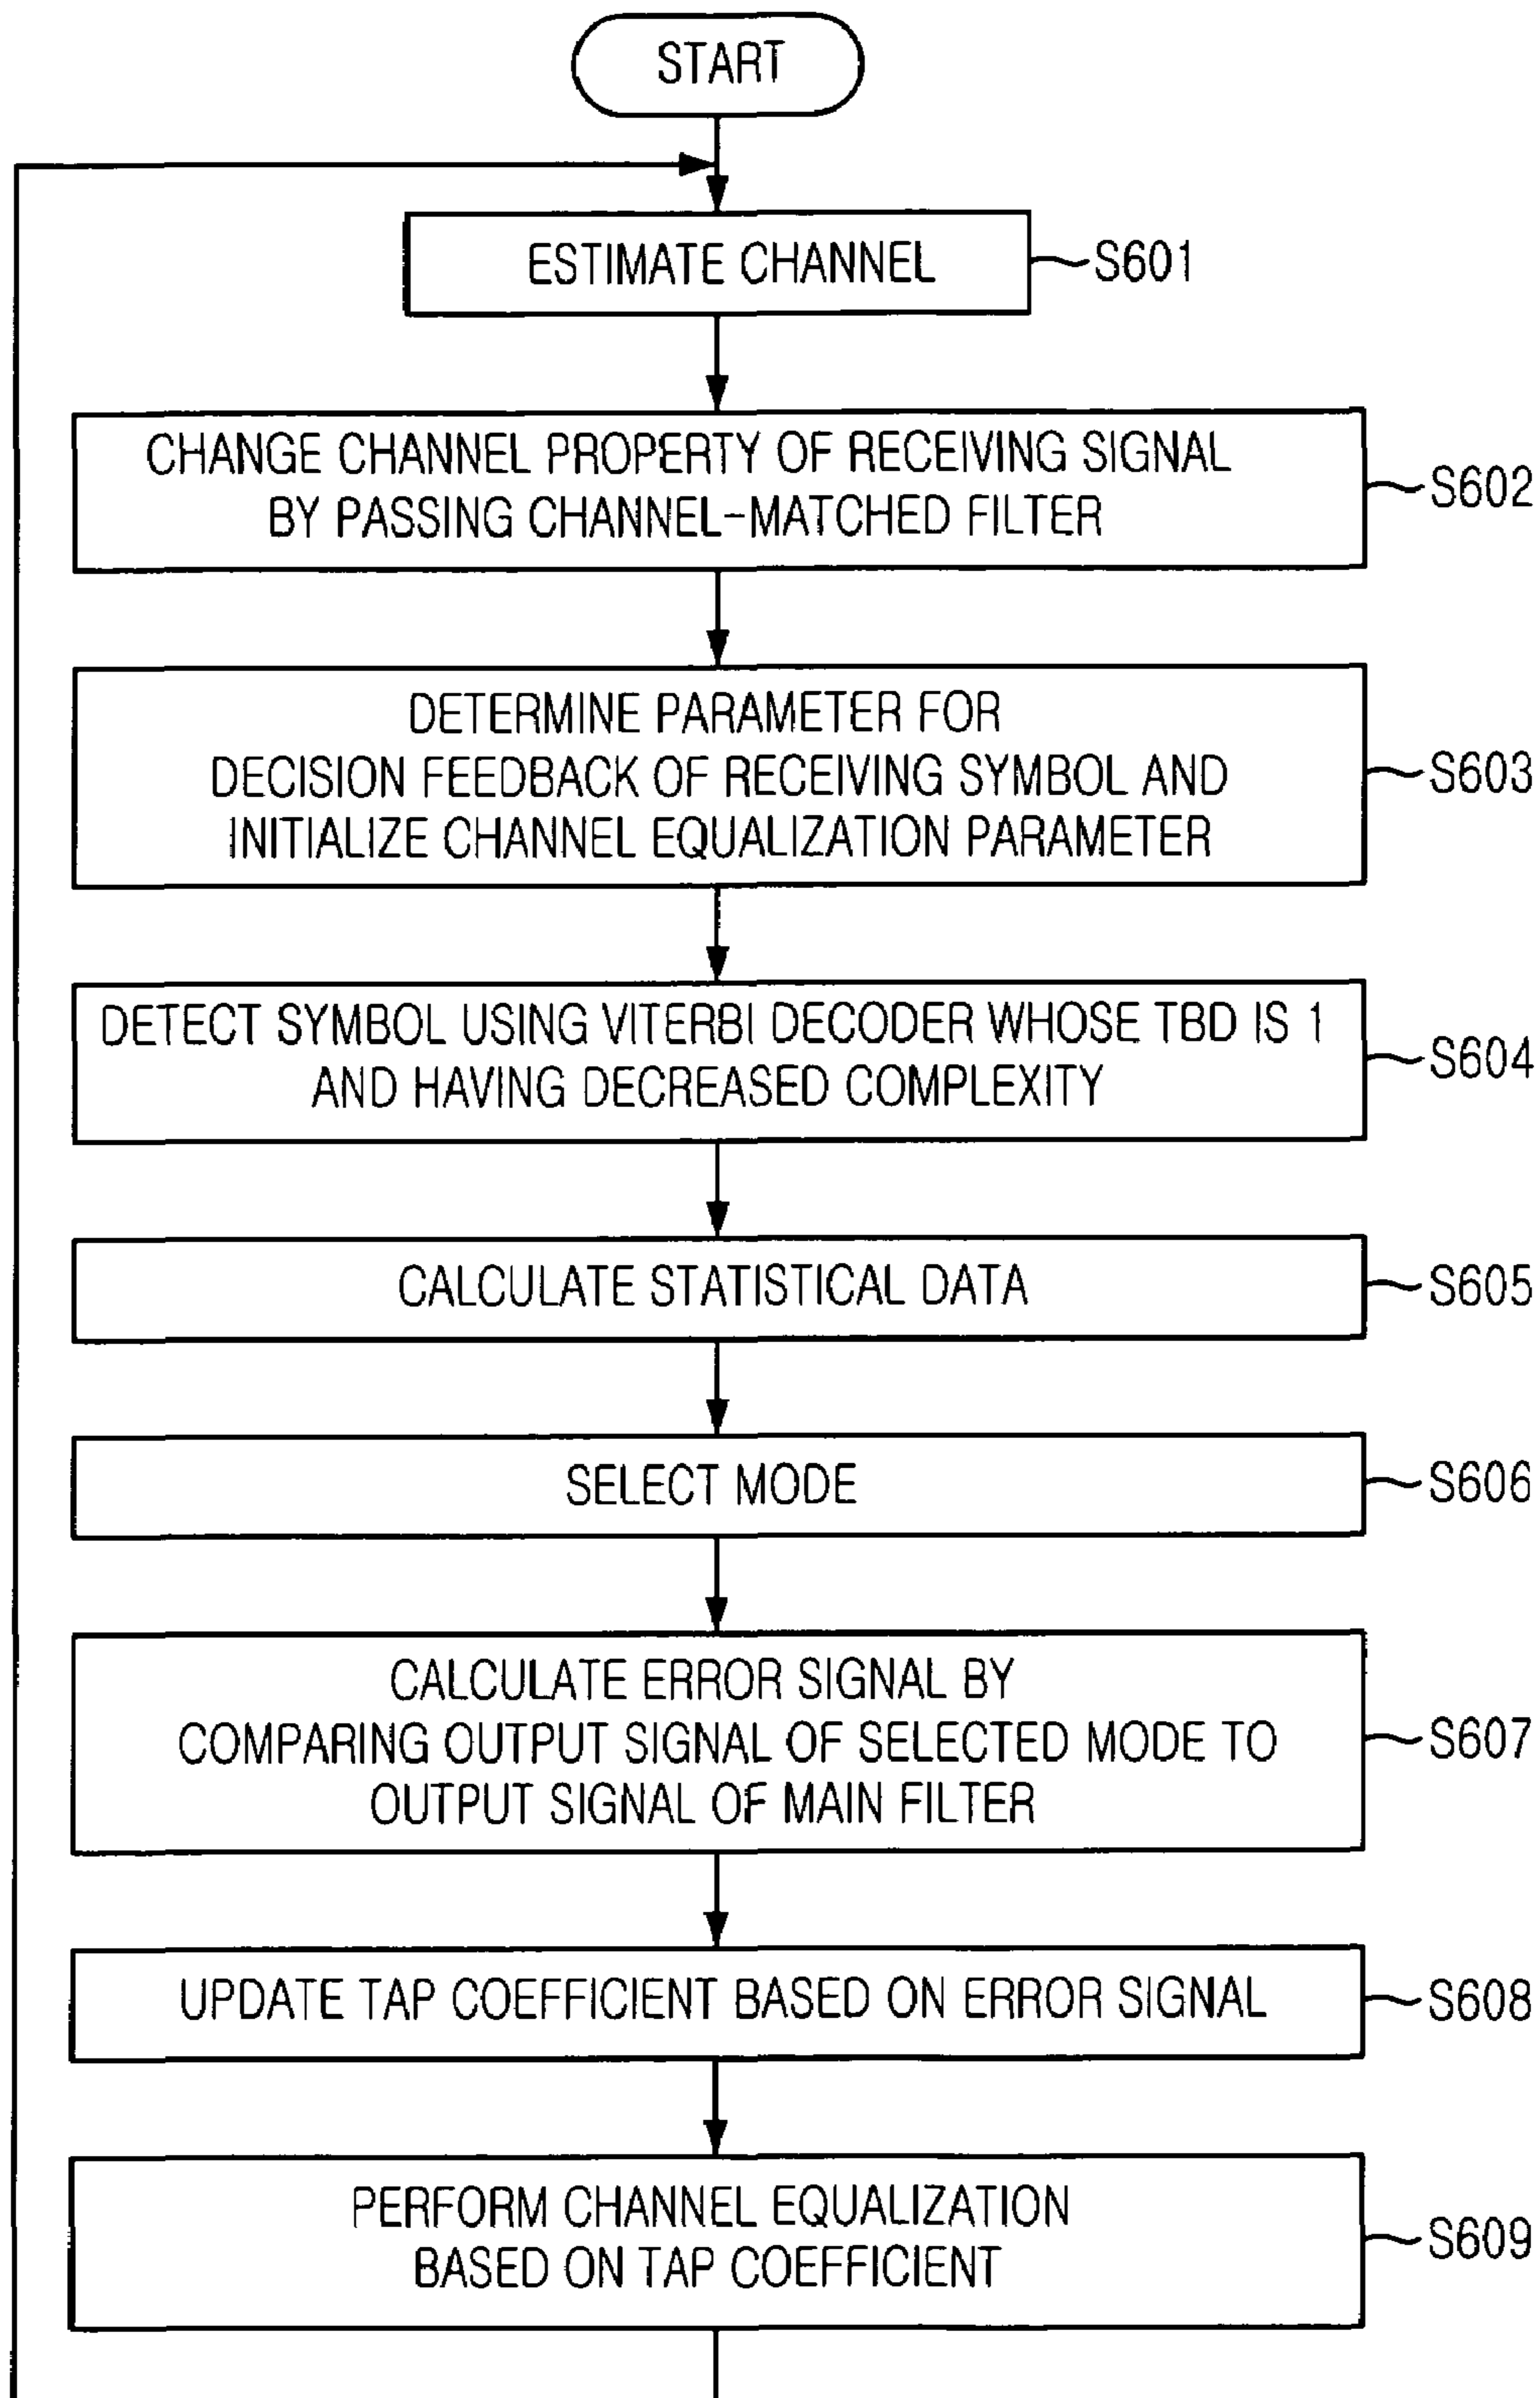 START
ESTIMATE CHANNEL
S601
CHANGE CHANNEL PROPERTY OF RECEIVING SIGNAL
BY PASSING CHANNEL-MATCHED FILTER
S602
DETERMINE PARAMETER FOR
DECISION FEEDBACK OF RECEIVING SYMBOL AND
INITIALIZE CHANNEL EQUALIZATION PARAMETER
S603
DETECT SYMBOL USING VITERBI DECODER WHOSE TBD IS 1
AND HAVING DECREASED COMPLEXITY
S604
CALCULATE STATISTICAL DATA
S605
SELECT MODE
S606
CALCULATE ERROR SIGNAL BY
COMPARING OUTPUT SIGNAL OF SELECTED MODE TO
OUTPUT SIGNAL OF MAIN FILTER
S607
UPDATE TAP COEFFICIENT BASED ON ERROR SIGNAL
S608
PERFORM CHANNEL EQUALIZATION
BASED ON TAP COEFFICIENT
S609